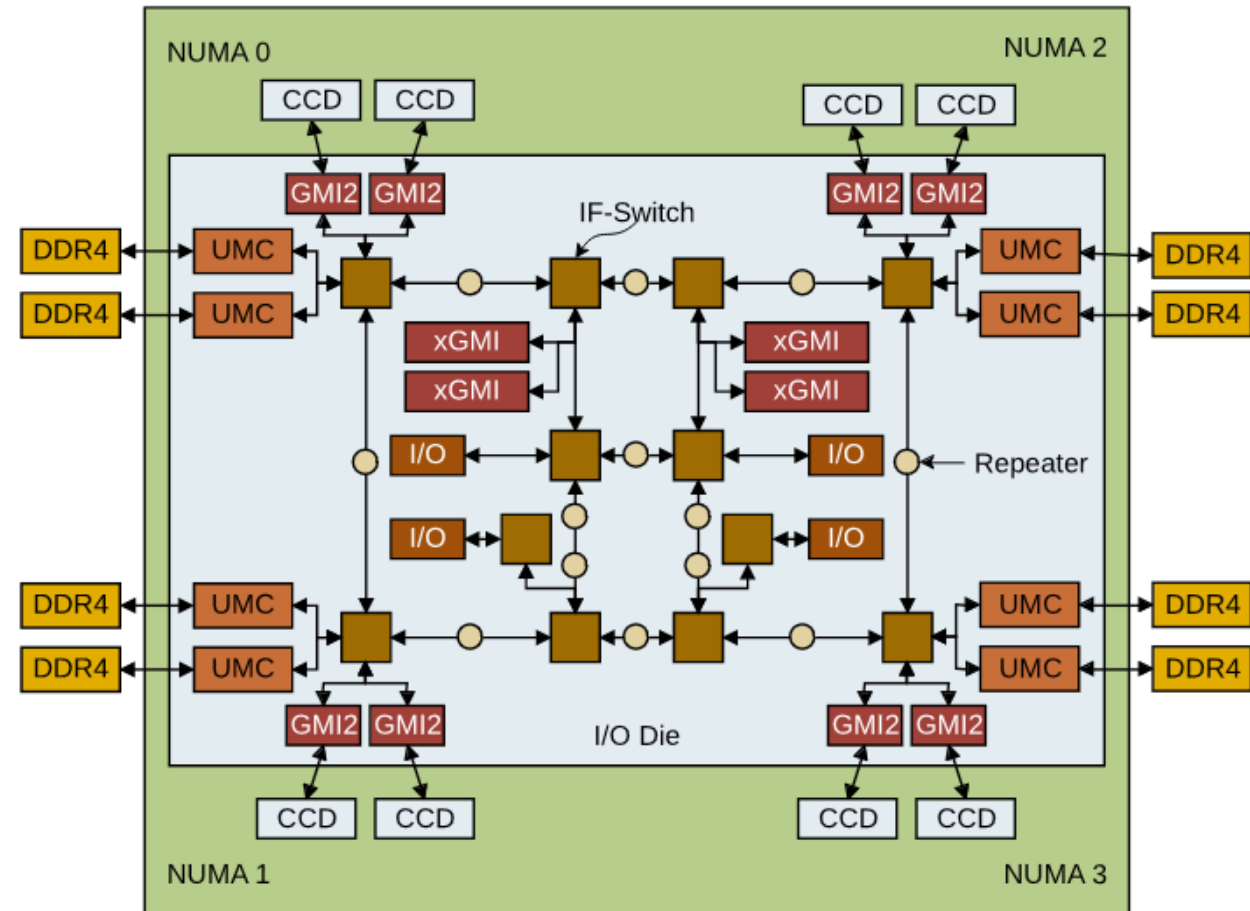 NUMA 0
NUMA 2
CCD
CCD
CCD
CCD
GMI2
GMI2
GMI2
GMI2
IF-Switch
DDR4
UMC
UMC
DDR4
DDR4
UMC
UMC
DDR4
xGMI
xGMI
xGMI
xGMI
I/O
I/O
Repeater
I/O
I/O
DDR4
UMC
UMC
DDR4
DDR4
UMC
UMC
DDR4
GMI2
GMI2
I/O Die
GMI2
GMI2
CCD
CCD
CCD
CCD
NUMA 1
NUMA 3